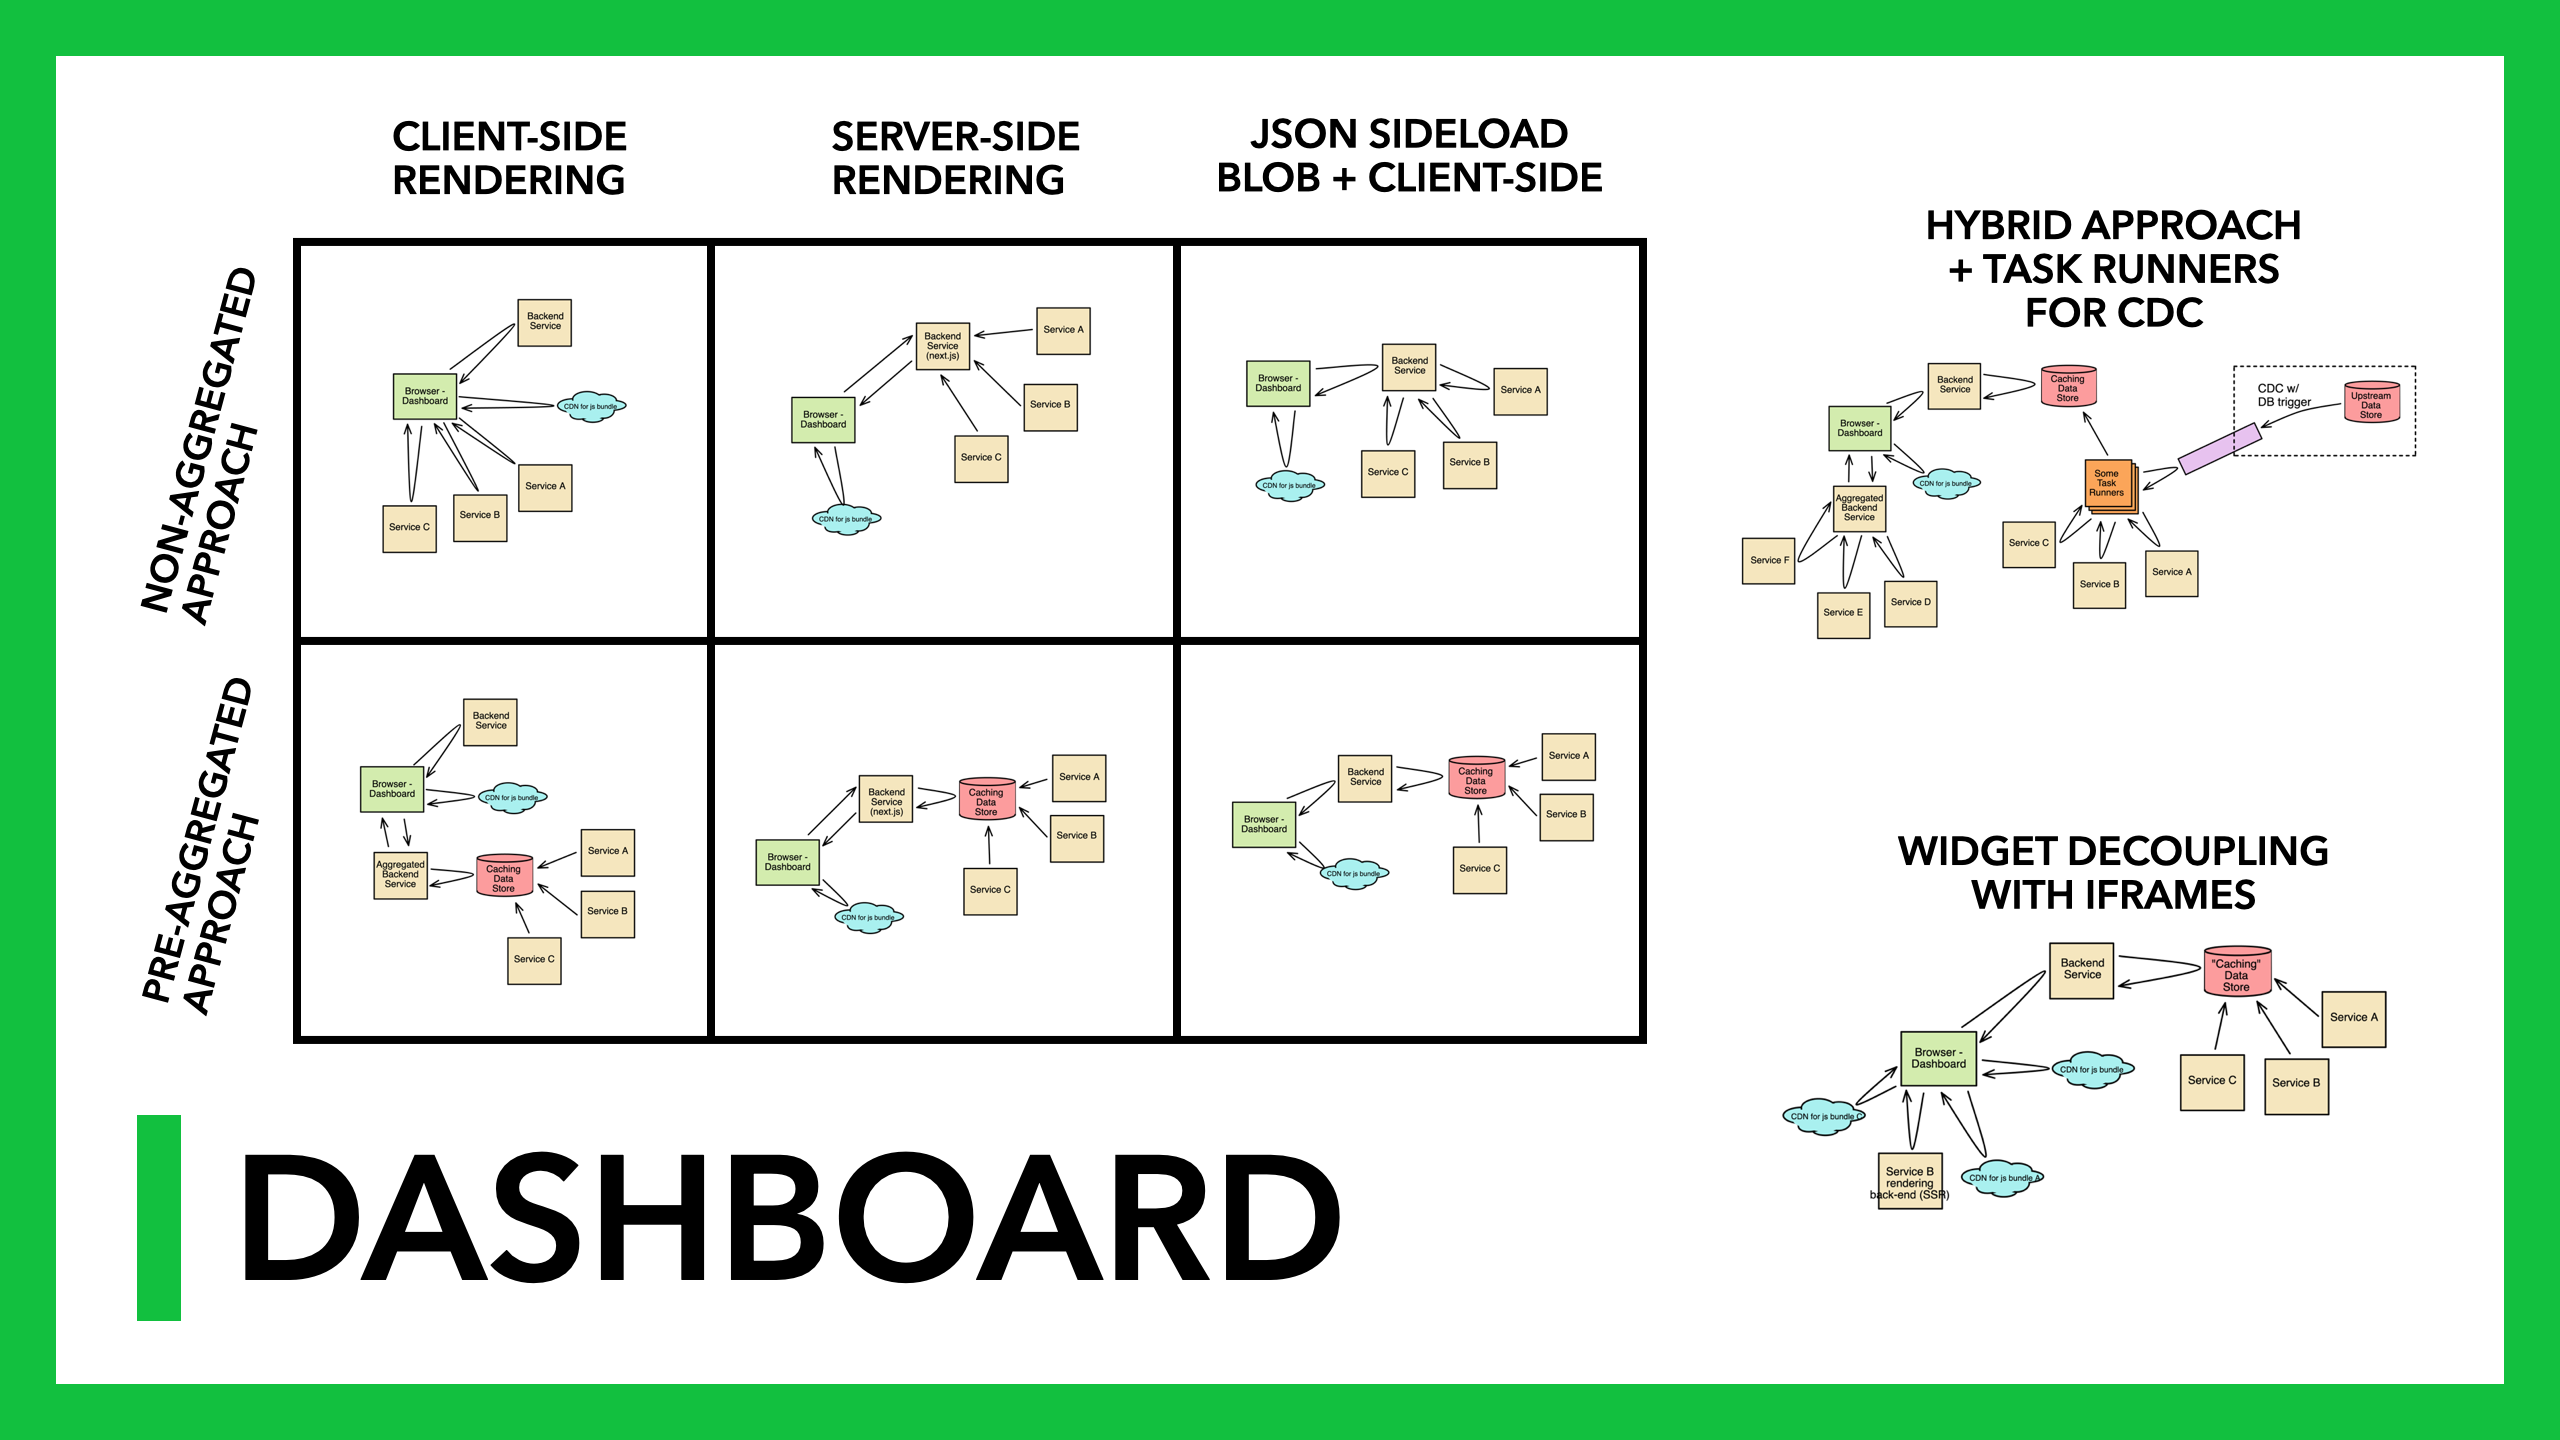 CLIENT-SIDE
RENDERING
SERVER-SIDE
RENDERING
JSON SIDELOAD
BLOB + CLIENT-SIDE
NON-AGGREGATED
APPROACH
Backend
Service
Browser -
Dashboard
CDN for js bundle
Service A
Service B
Service C
Backend
Service
(next.js)
Service A
Service B
Service C
Browser -
Dashboard
CDN for js bundle
Browser -
Dashboard
Backend
Service
Service A
Service B
Service C
CDN for js bundle
PRE-AGGREGATED
APPROACH
Backend
Service
Browser -
Dashboard
CDN for js bundle
Aggregated
Backend
Service
Caching
Data
Store
Service A
Service B
Service C
Backend
Service
(next.js)
Caching
Data
Store
Service A
Service B
Service C
Browser -
Dashboard
CDN for js bundle
Backend
Service
Caching
Data
Store
Service A
Service B
Service C
Browser -
Dashboard
CDN for js bundle
HYBRID APPROACH
+ TASK RUNNERS
FOR CDC
Backend
Service
Caching
Data
Store
CDC w/
DB trigger
Upstream
Data
Store
Browser -
Dashboard
CDN for js bundle
Some
Task
Runners
Aggregated
Backend
Service
Service F
Service E
Service D
Service C
Service B
Service A
WIDGET DECOUPLING
WITH IFRAMES
Backend
Service
"Caching"
Data
Store
Service A
Service B
Service C
Browser -
Dashboard
CDN for js bundle
CDN for js bundle C
Service B
rendering
back-end (SSR)
CDN for js bundle A
DASHBOARD